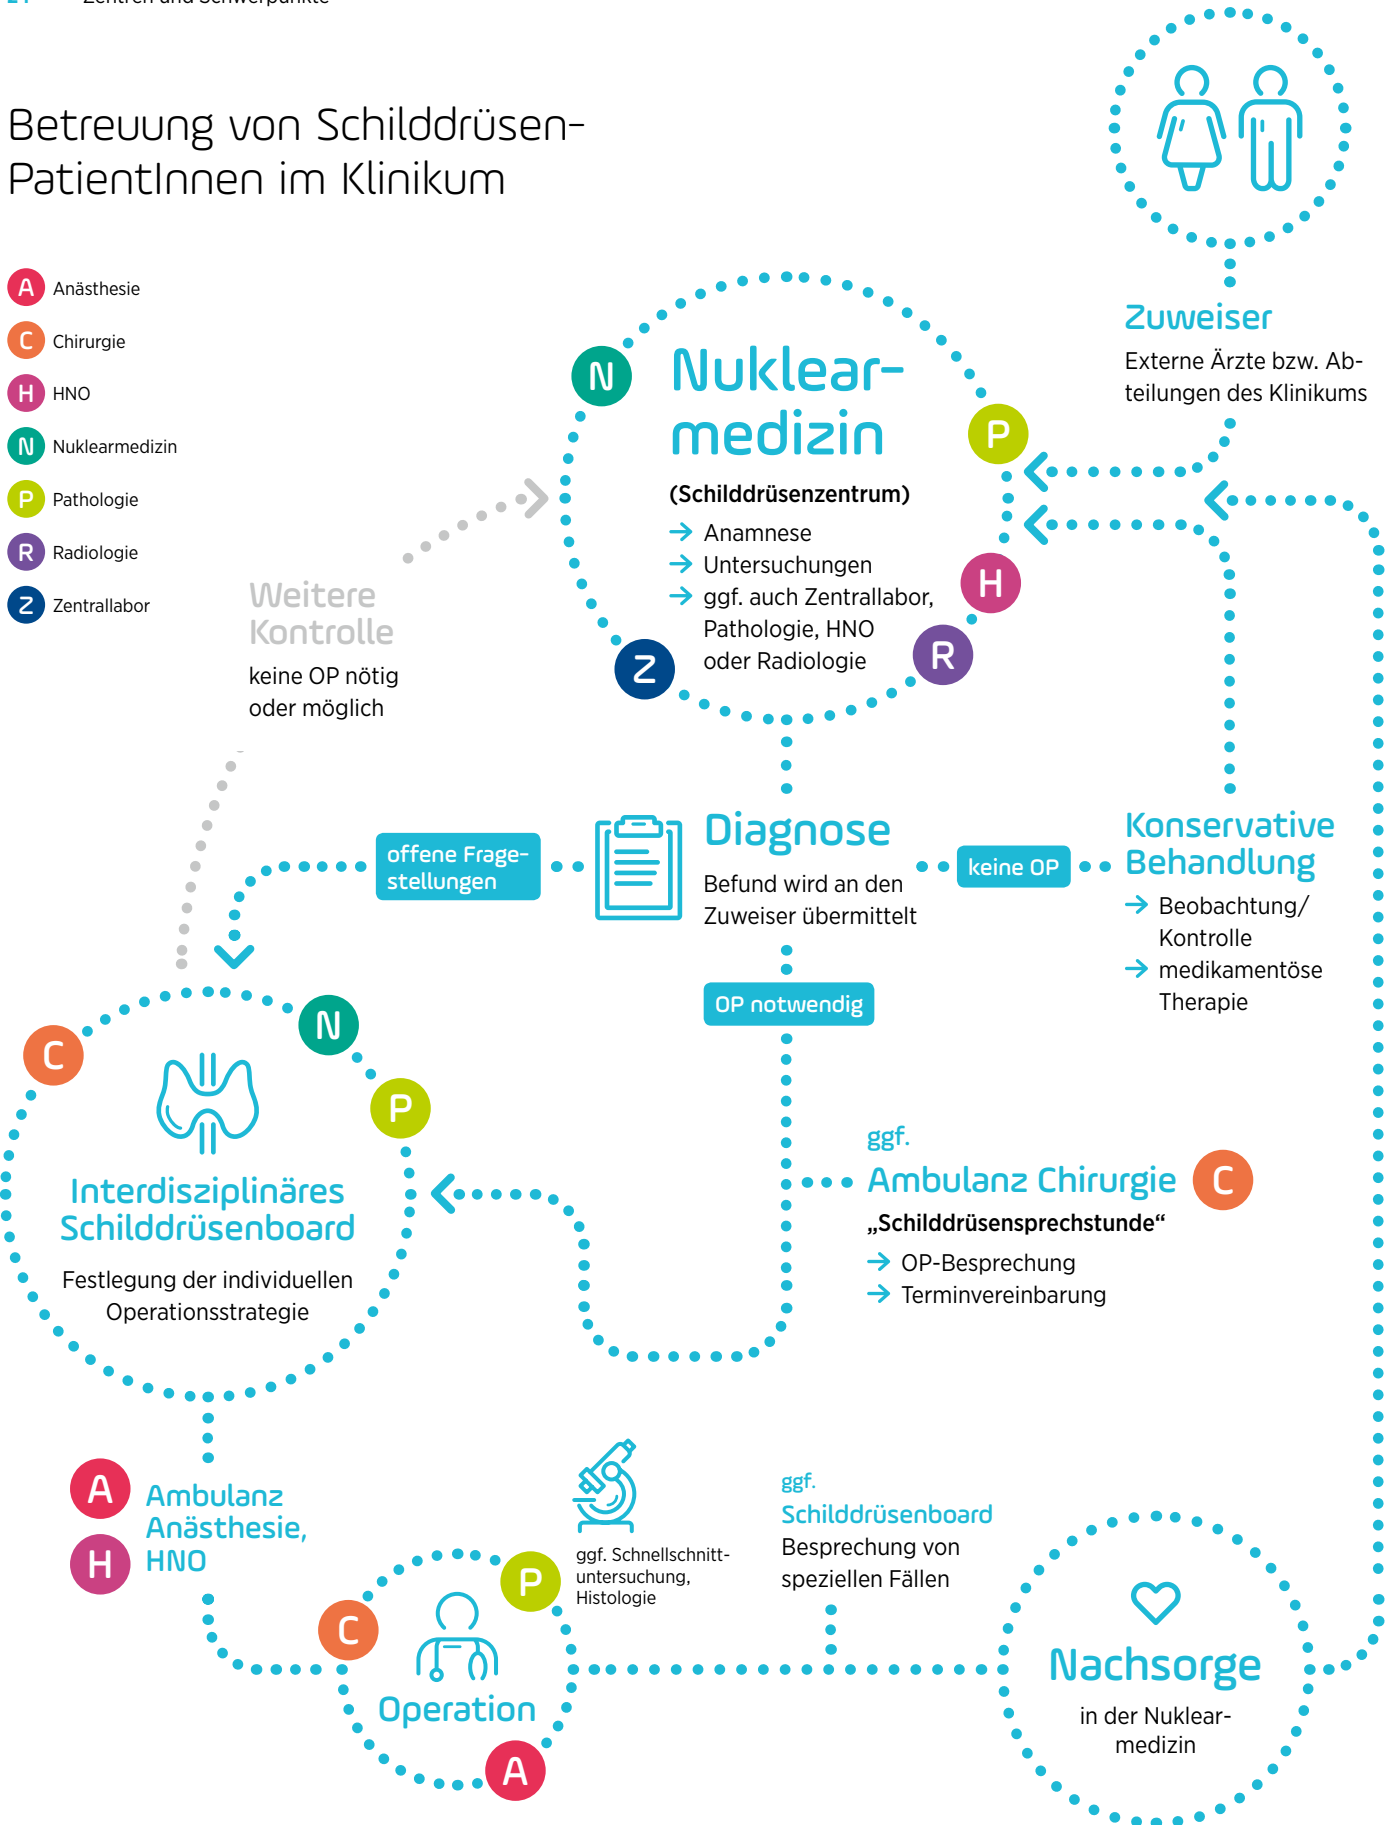 Betreuung von Schilddrüsen-
PatientInnen im Klinikum
A Anästhesie
C Chirurgie
H HNO
N Nuklearmedizin
P Pathologie
R Radiologie
Z Zentrallabor
Zuweiser
Externe Ärzte bzw. Ab-
teilungen des Klinikums
N
Nuklear-
medizin
P
(Schilddrüsenzentrum)
→ Anamnese
→ Untersuchungen
→ ggf. auch Zentrallabor,
Pathologie, HNO
oder Radiologie
H
R
Z
Weitere
Kontrolle
keine OP nötig
oder möglich
offene Frage-
stellungen
Diagnose
Befund wird an den
Zuweiser übermittelt
keine OP
Konservative
Behandlung
→ Beobachtung/
Kontrolle
→ medikamentöse
Therapie
OP notwendig
C
N
P
Interdisziplinäres
Schilddrüsenboard
Festlegung der individuellen
Operationsstrategie
ggf.
Ambulanz Chirurgie C
„Schilddrüsensprechstunde“
→ OP-Besprechung
→ Terminvereinbarung
A
H
Ambulanz
Anästhesie,
HNO
C
P
Operation
A
ggf. Schnellschnitt-
untersuchung,
Histologie
ggf.
Schilddrüsenboard
Besprechung von
speziellen Fällen
Nachsorge
in der Nuklear-
medizin